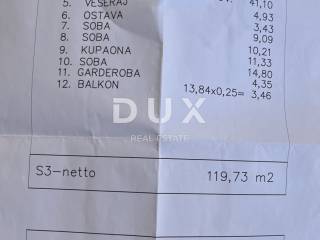 5. VEŠERAJ 41,10
6. OSTAVA 4,93
7. SOBA 3,43
8. SOBA 9,09
9. KUPAONA 10,21
10. SOBA 11,33
11. GARDEROBA 14,80
12. BALKON 4,35
13,84x0,25= 3,46
DUX
REAL ESTATE
S3-netto 119,73 m2